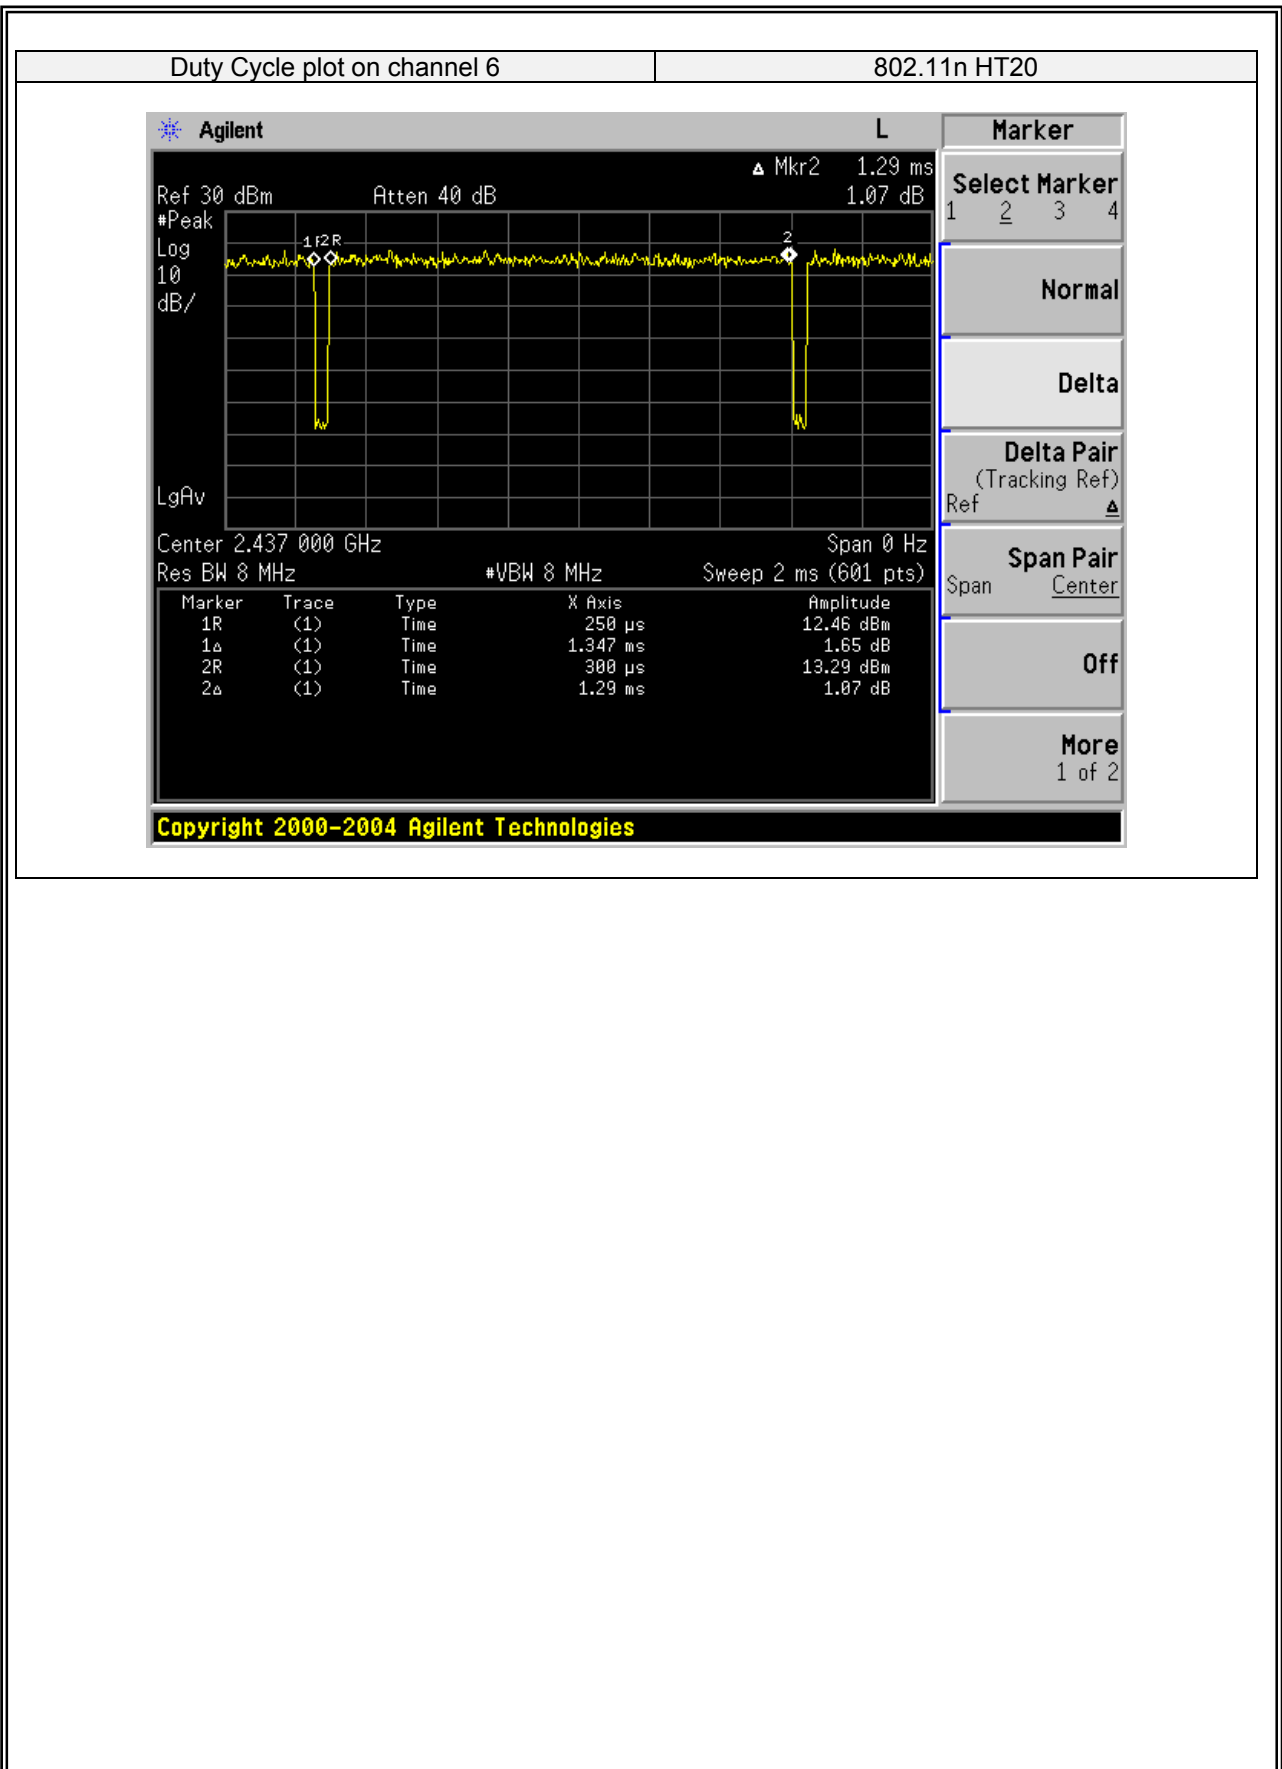 Duty Cycle plot on channel 6 802.11n HT20
Agilent L Marker
Δ Mkr2 1.29 ms
Ref 30 dBm Atten 40 dB 1.07 dB
#Peak
Log
10
dB/
1R 2R 2
LgAv
Center 2.437 000 GHz Span 0 Hz
Res BW 8 MHz #VBW 8 MHz Sweep 2 ms (601 pts)
Marker Trace Type X Axis Amplitude
1R (1) Time 250 µs 12.46 dBm
1Δ (1) Time 1.347 ms 1.65 dB
2R (1) Time 300 µs 13.29 dBm
2Δ (1) Time 1.29 ms 1.07 dB
Select Marker
1 2 3 4
Normal
Delta
Delta Pair
(Tracking Ref)
Ref Δ
Span Pair
Span Center
Off
More
1 of 2
Copyright 2000-2004 Agilent Technologies